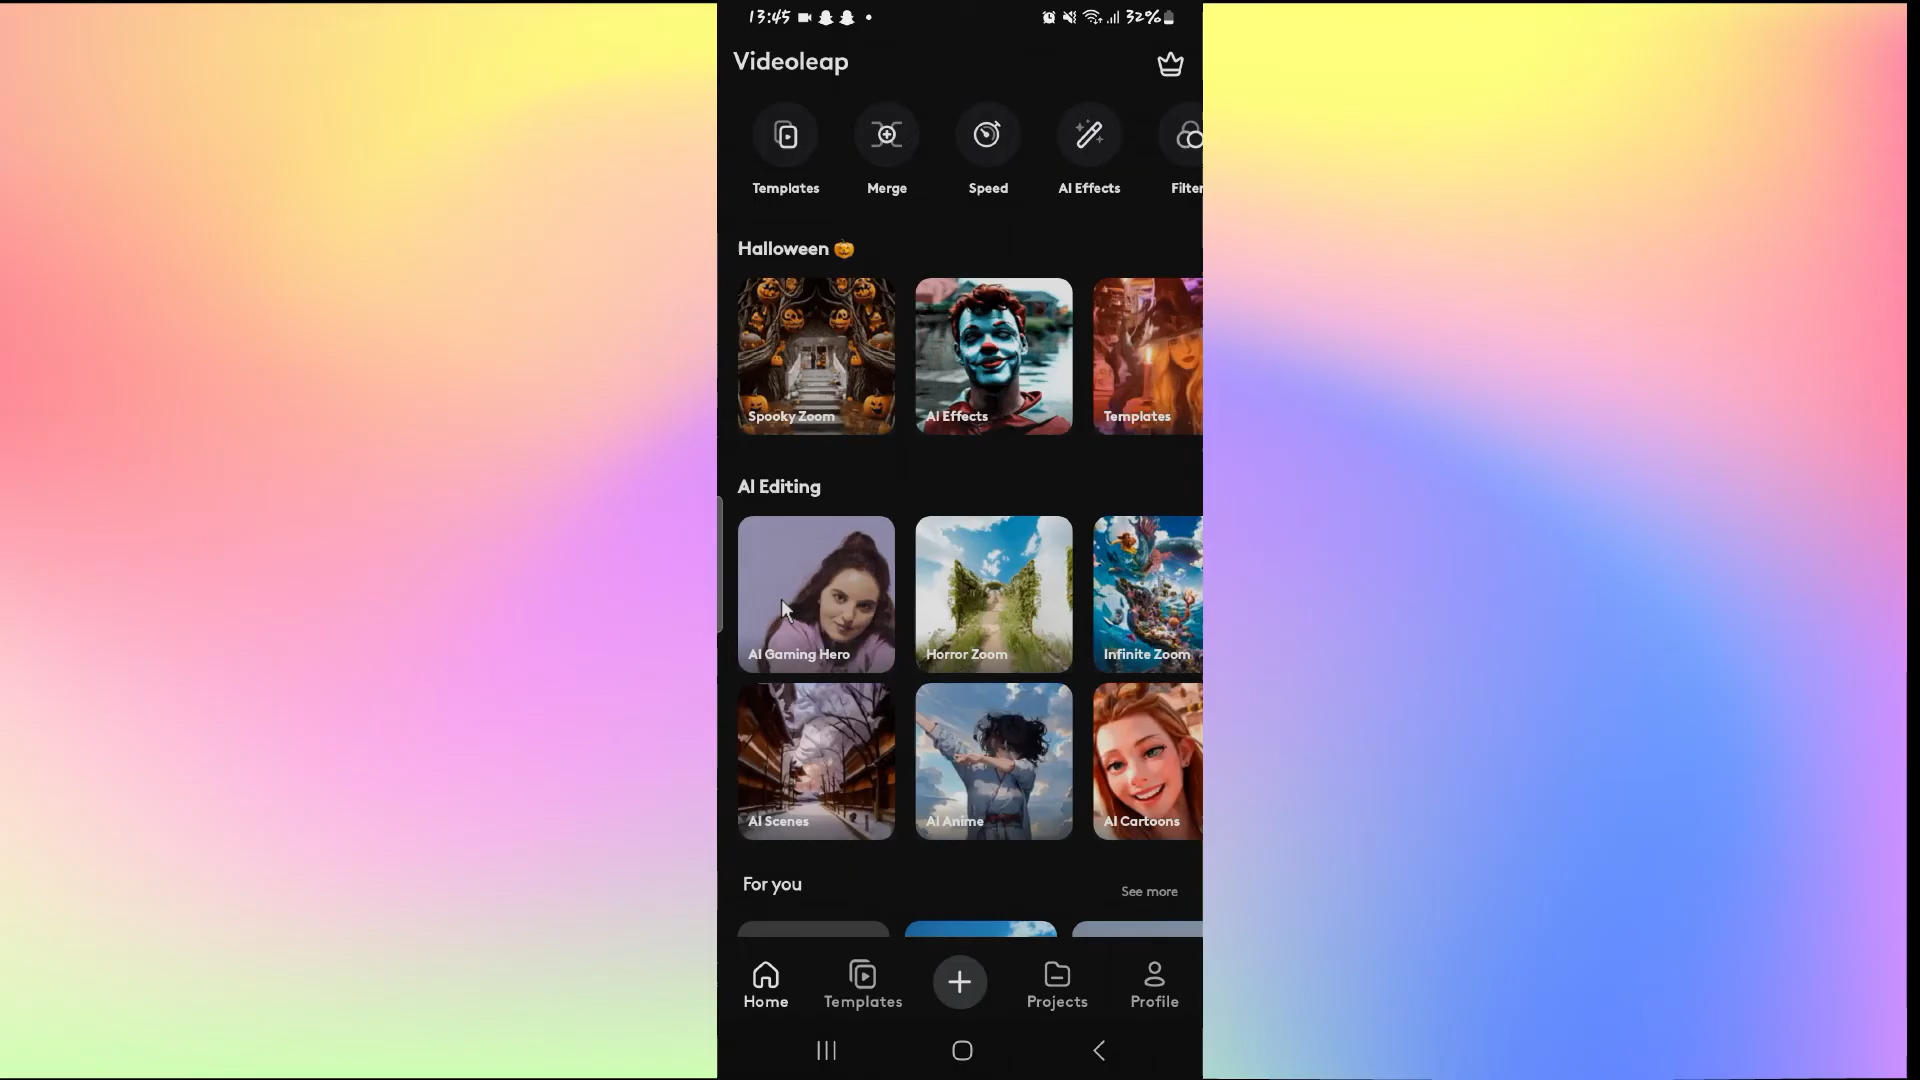 13:45
32%
Videoleap
Templates
Merge
Speed
AI Effects
Filter
Halloween 🎃
Spooky Zoom
AI Effects
Templates
AI Editing
AI Gaming Hero
Horror Zoom
Infinite Zoom
AI Scenes
AI Anime
AI Cartoons
For you
See more
Home
Templates
Projects
Profile